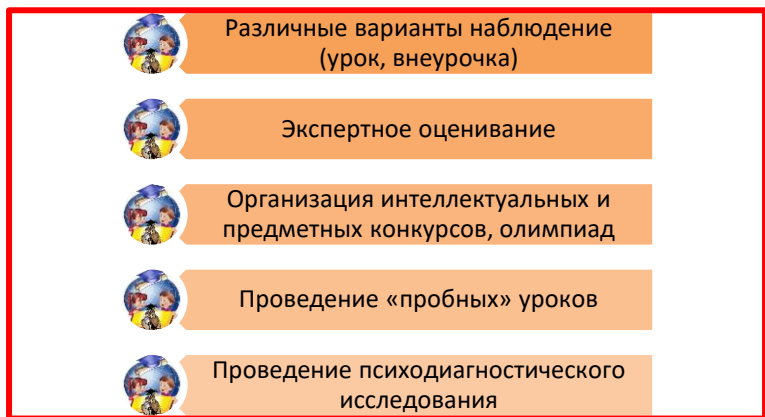 Различные варианты наблюдение
(урок, внеурочка)
Экспертное оценивание
Организация интеллектуальных и
предметных конкурсов, олимпиад
Проведение «пробных» уроков
Проведение психодиагностического
исследования